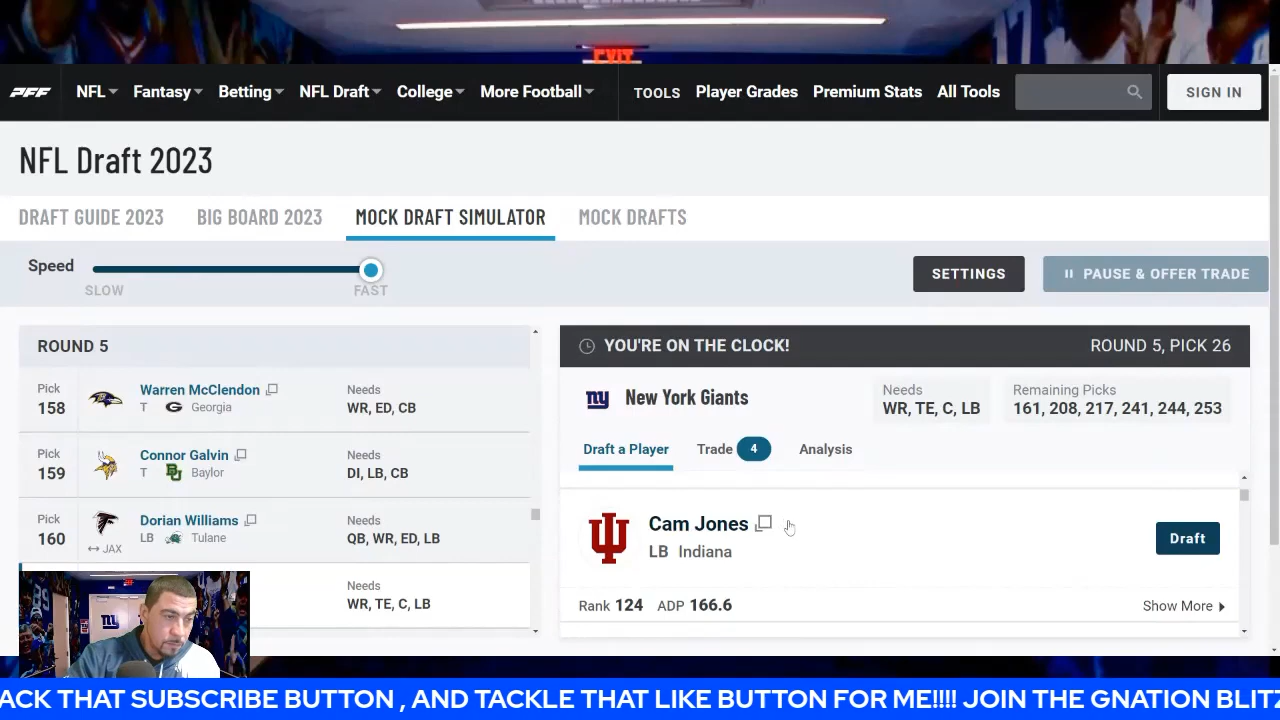 EXIT
PFF NFL Fantasy Betting NFL Draft College More Football TOOLS Player Grades Premium Stats All Tools SIGN IN
NFL Draft 2023
DRAFT GUIDE 2023 BIG BOARD 2023 MOCK DRAFT SIMULATOR MOCK DRAFTS
Speed
SLOW FAST
SETTINGS
PAUSE & OFFER TRADE
ROUND 5
Pick
158
Warren McClendon
T G Georgia
Needs
WR, ED, CB
Pick
159
Connor Galvin
T Baylor
Needs
DI, LB, CB
Pick
160
JAX
Dorian Williams
LB Tulane
Needs
QB, WR, ED, LB
Needs
WR, TE, C, LB
YOU'RE ON THE CLOCK! ROUND 5, PICK 26
ny New York Giants
Needs
WR, TE, C, LB
Remaining Picks
161, 208, 217, 241, 244, 253
Draft a Player Trade 4 Analysis
Cam Jones
LB Indiana
Draft
Rank 124 ADP 166.6 Show More
ny
ACK THAT SUBSCRIBE BUTTON , AND TACKLE THAT LIKE BUTTON FOR ME!!!! JOIN THE GNATION BLITZ